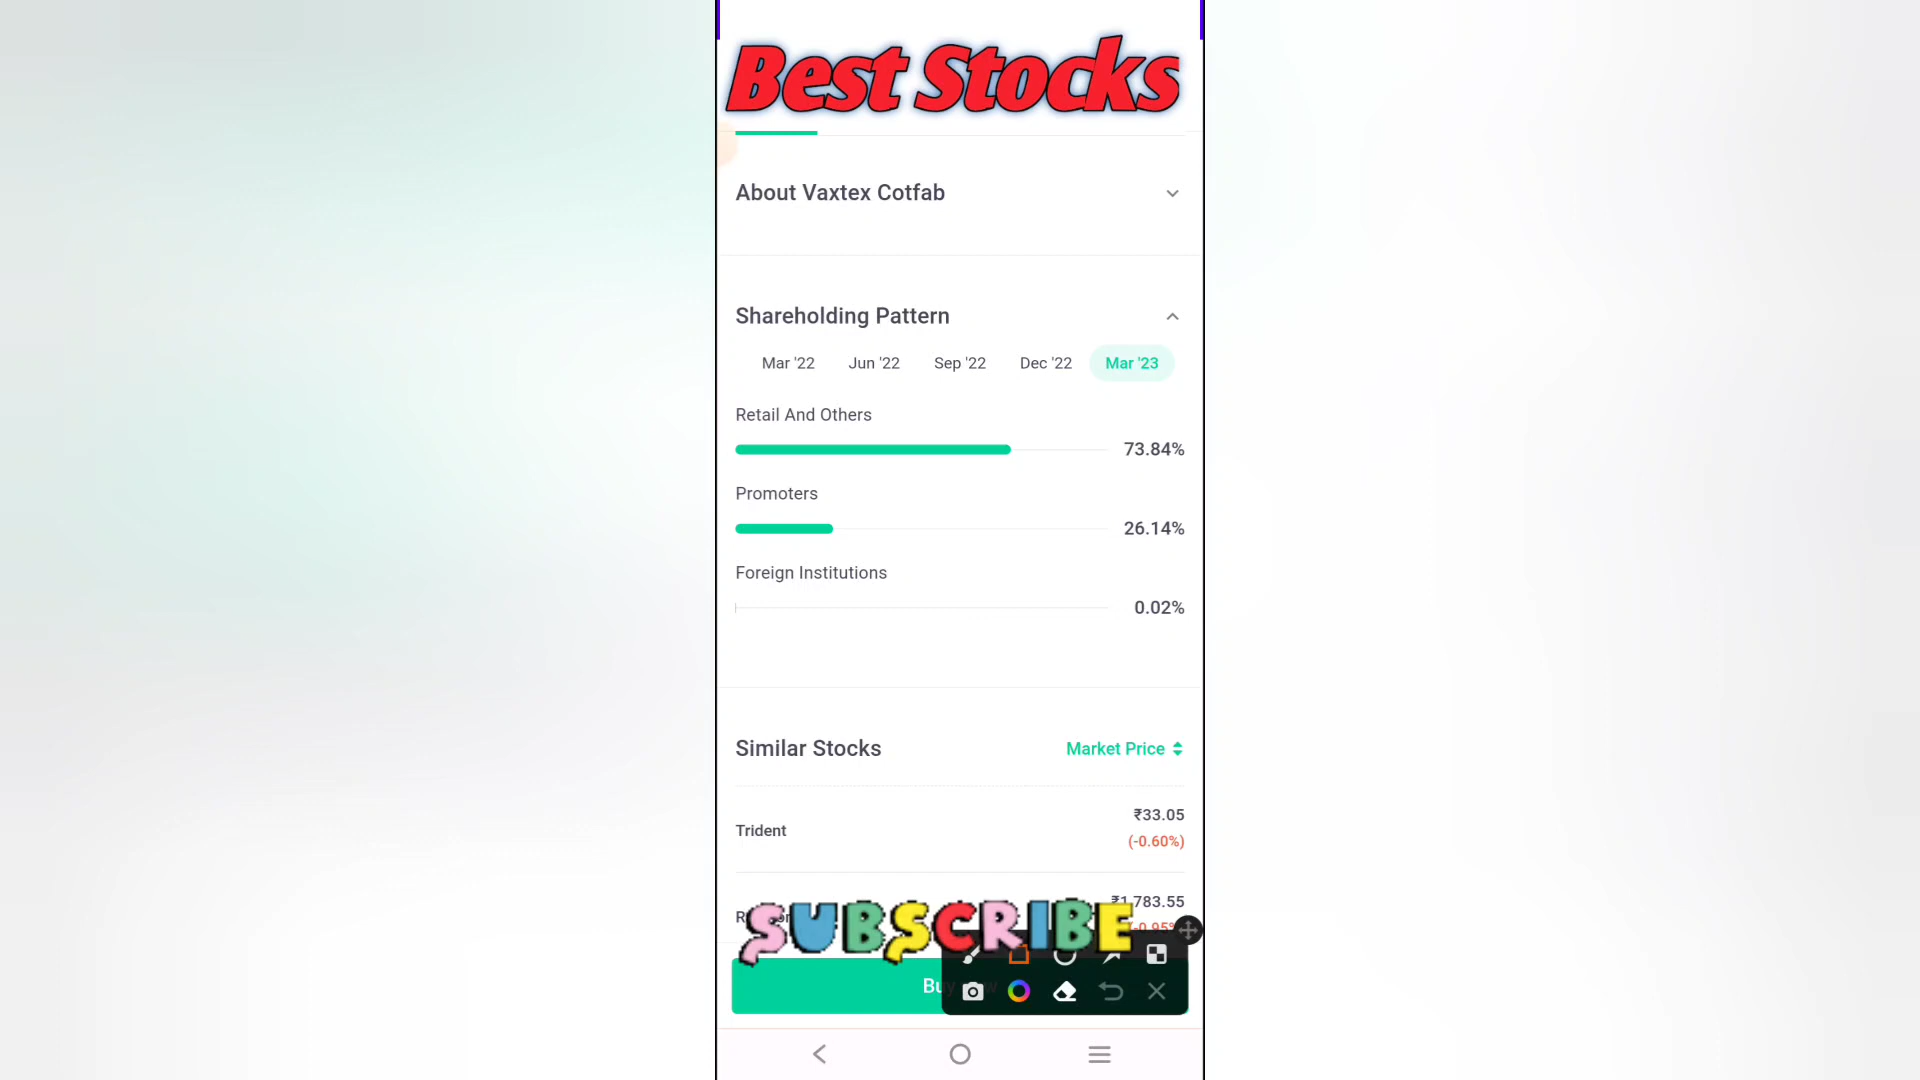 Best Stocks
About Vaxtex Cotfab
Shareholding Pattern
Mar '22 Jun '22 Sep '22 Dec '22 Mar '23
Retail And Others
73.84%
Promoters
26.14%
Foreign Institutions
0.02%
Similar Stocks Market Price
₹33.05
Trident
(-0.60%)
₹1,783.55
SUBSCRIBE